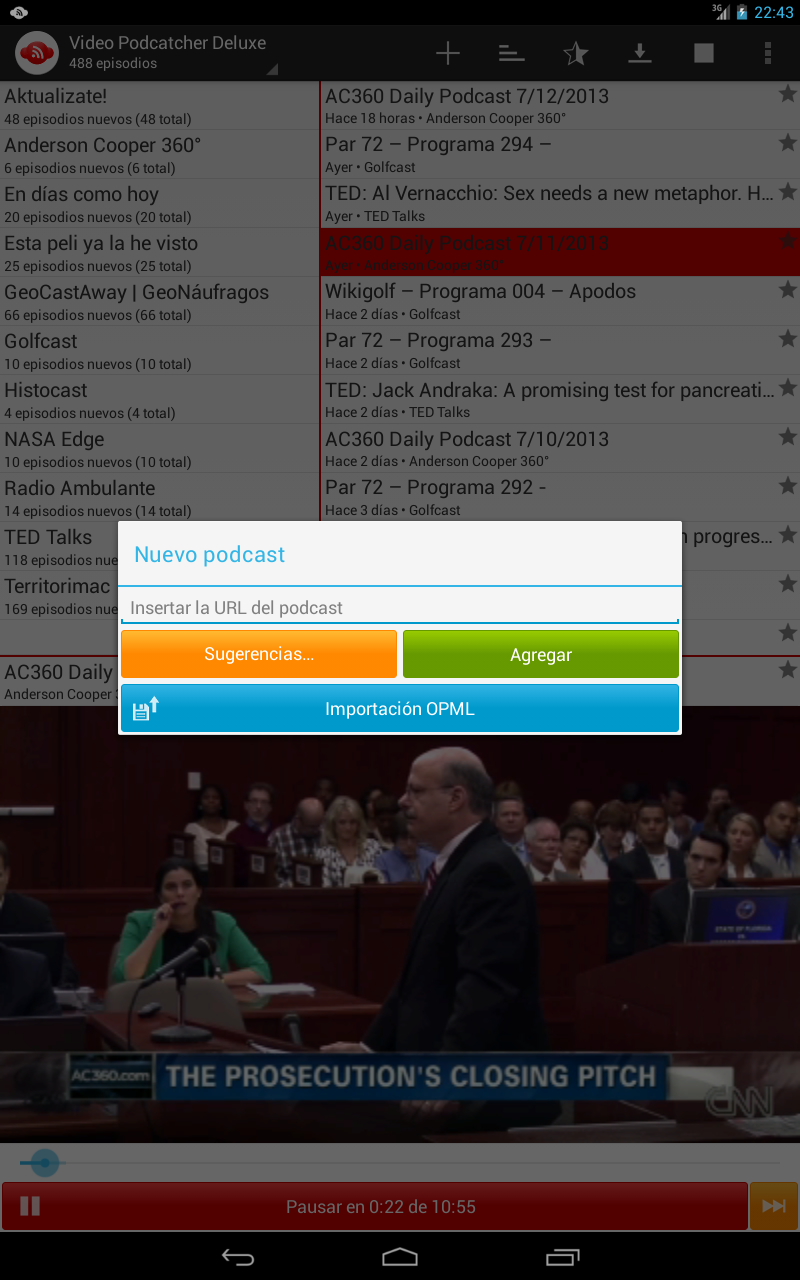 3G 22:43
Video Podcatcher Deluxe
488 episodios
Aktualizate!
48 episodios nuevos (48 total)
Anderson Cooper 360°
6 episodios nuevos (6 total)
En días como hoy
20 episodios nuevos (20 total)
Esta peli ya la he visto
25 episodios nuevos (25 total)
GeoCastAway | GeoNáufragos
66 episodios nuevos (66 total)
Golfcast
10 episodios nuevos (10 total)
Histocast
4 episodios nuevos (4 total)
NASA Edge
10 episodios nuevos (10 total)
Radio Ambulante
14 episodios nuevos (14 total)
TED Talks
118 episodios nue
Territorimac
169 episodios nue
AC360 Daily Podcast 7/12/2013
Hace 18 horas • Anderson Cooper 360°
Par 72 – Programa 294 –
Ayer • Golfcast
TED: Al Vernacchio: Sex needs a new metaphor. H...
Ayer • TED Talks
AC360 Daily Podcast 7/11/2013
Ayer • Anderson Cooper 360°
Wikigolf – Programa 004 – Apodos
Hace 2 días • Golfcast
Par 72 – Programa 293 –
Hace 2 días • Golfcast
TED: Jack Andraka: A promising test for pancreati...
Hace 2 días • TED Talks
AC360 Daily Podcast 7/10/2013
Hace 2 días • Anderson Cooper 360°
Par 72 – Programa 292 -
Hace 3 días • Golfcast
n progres...
Nuevo podcast
Insertar la URL del podcast
Sugerencias...
Agregar
Importación OPML
AC360 Daily
Anderson Cooper 3
STATE OF FLORIDA
VS.
AC360.com THE PROSECUTION'S CLOSING PITCH
CNN
Pausar en 0:22 de 10:55